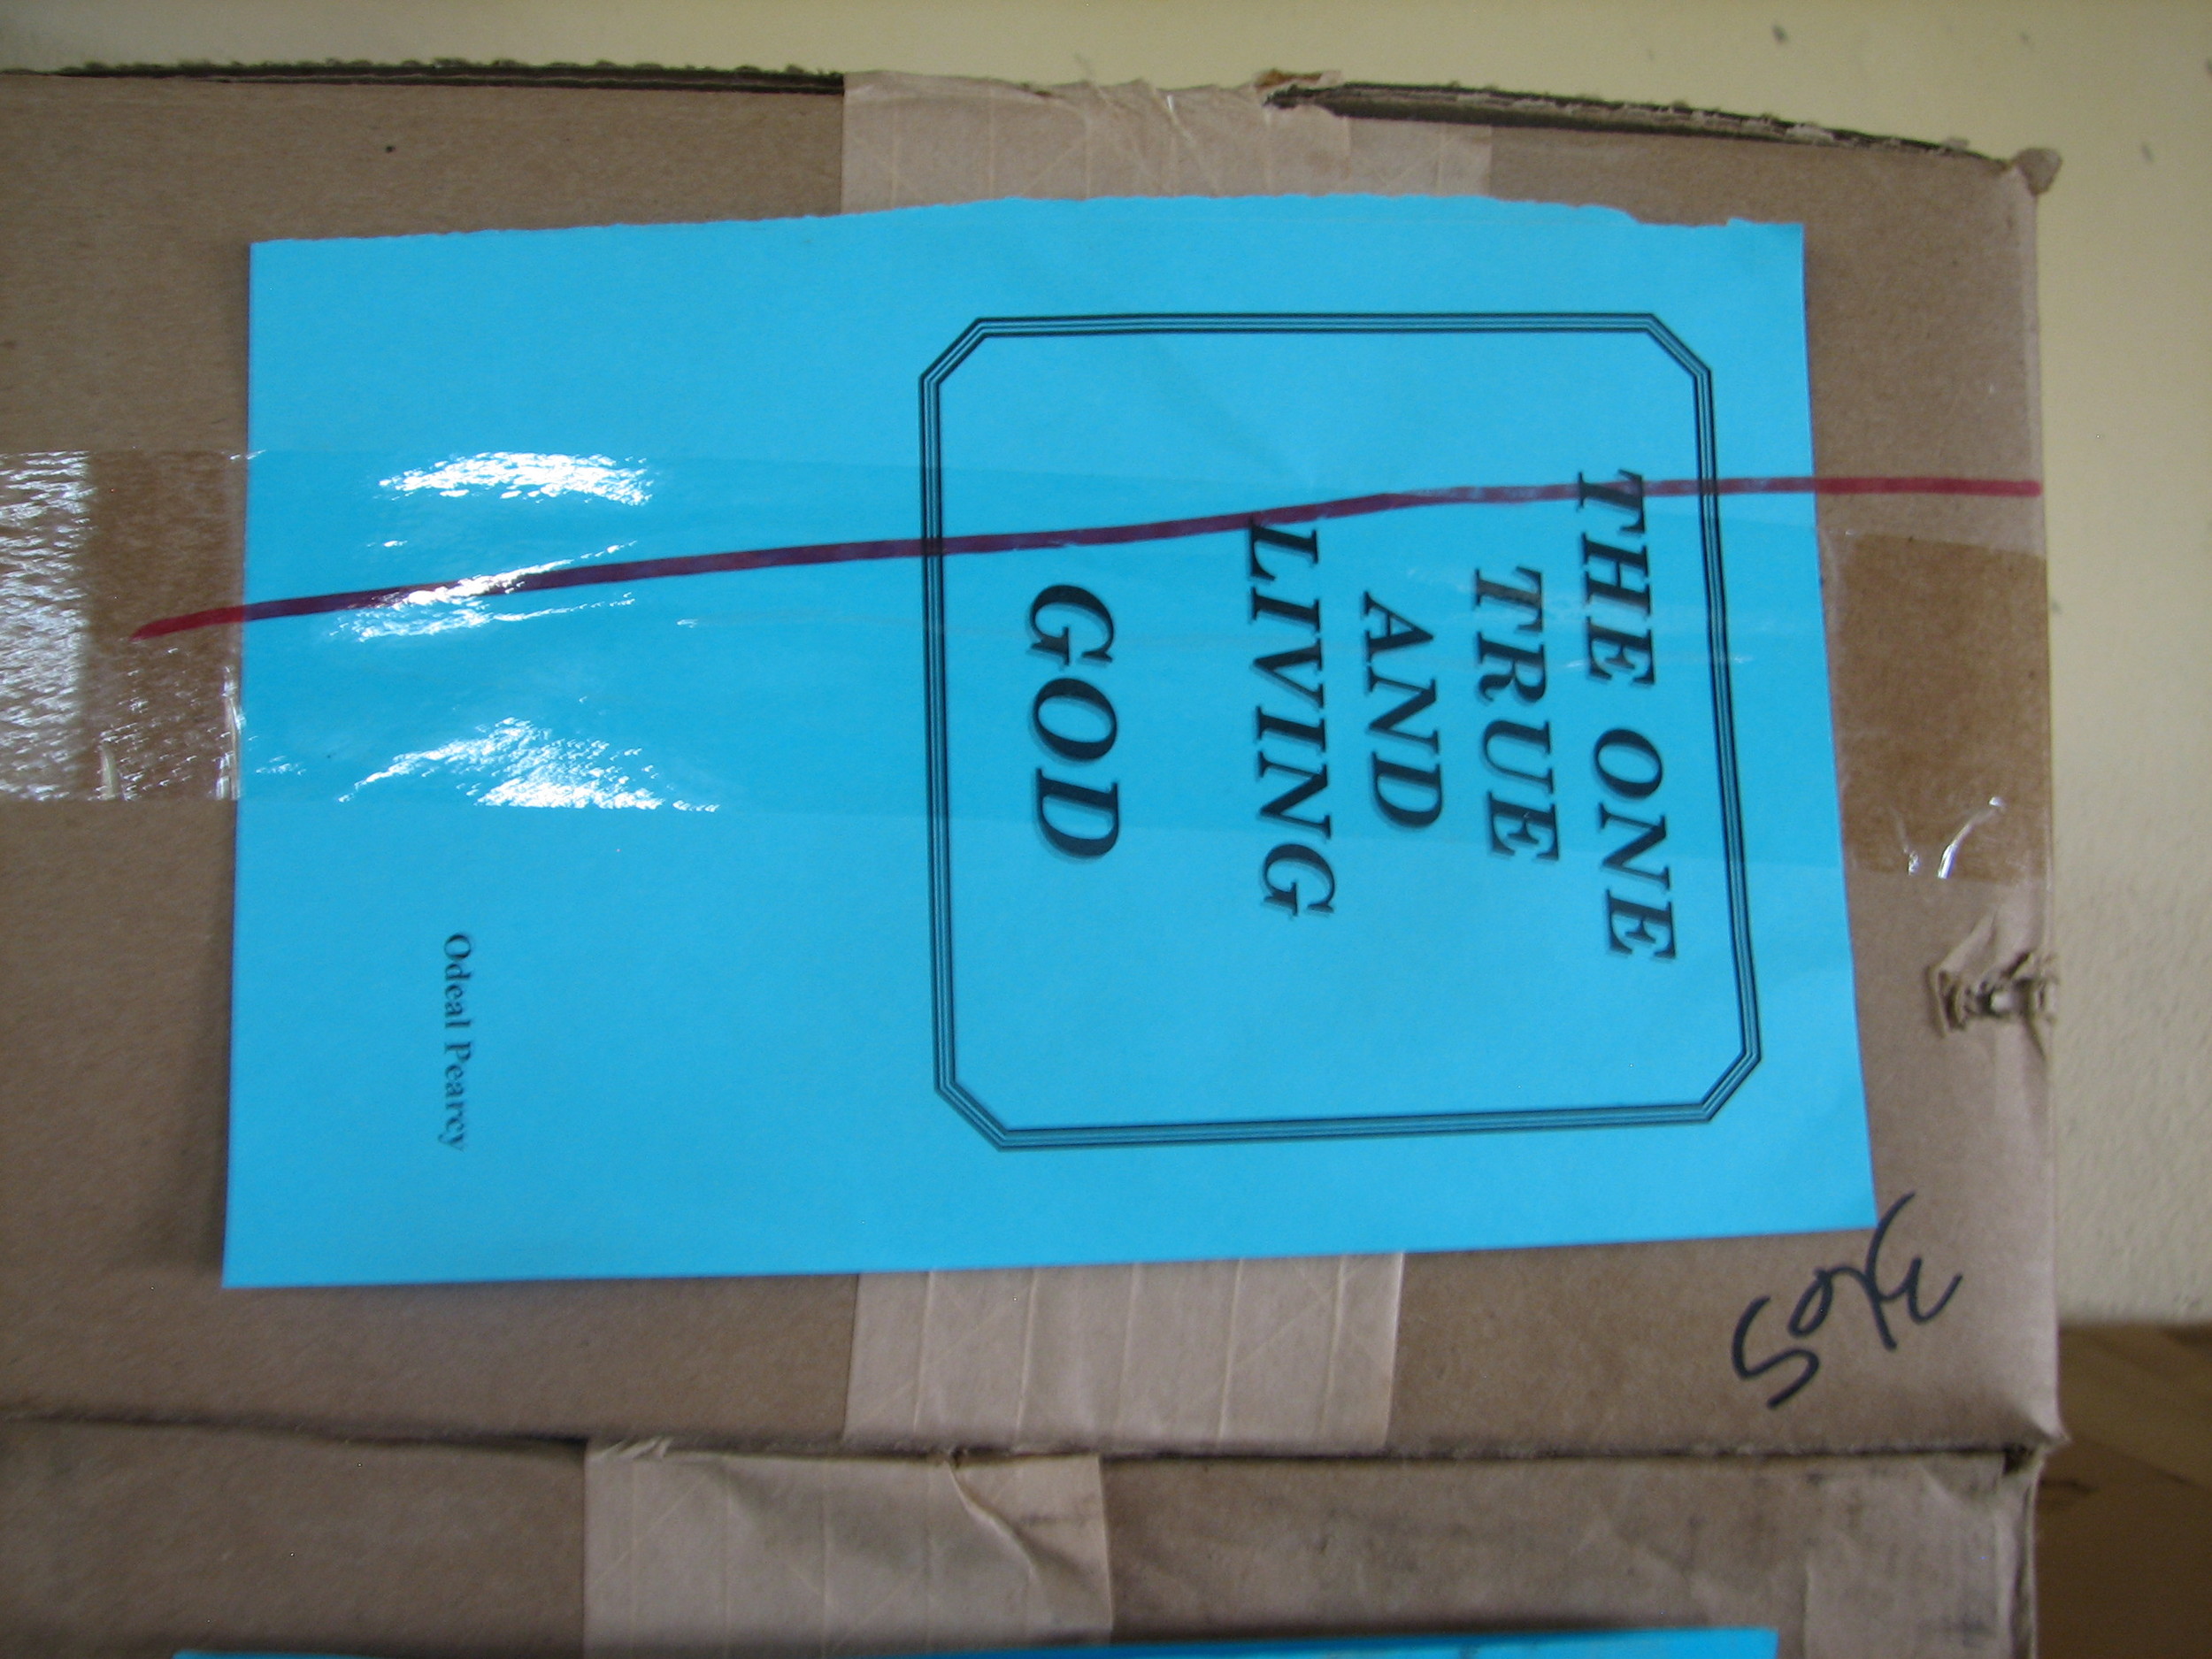 THE ONE
TRUE
AND
LIVING
GOD
Odeal Pearcy